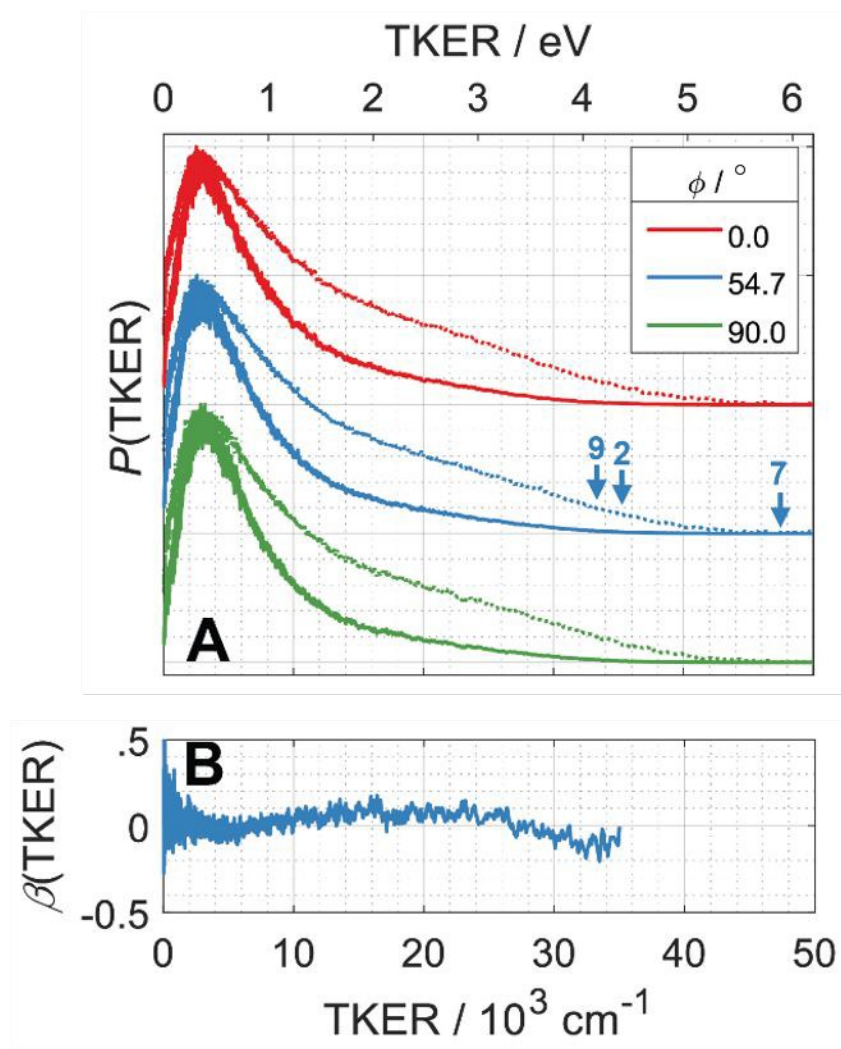 TKER / eV
0 1 2 3 4 5 6
P(TKER)
ϕ / °
0.0
54.7
90.0
9 2 7
A
B
β(TKER)
.5
0
-0.5
0 10 20 30 40 50
TKER / 10³ cm⁻¹